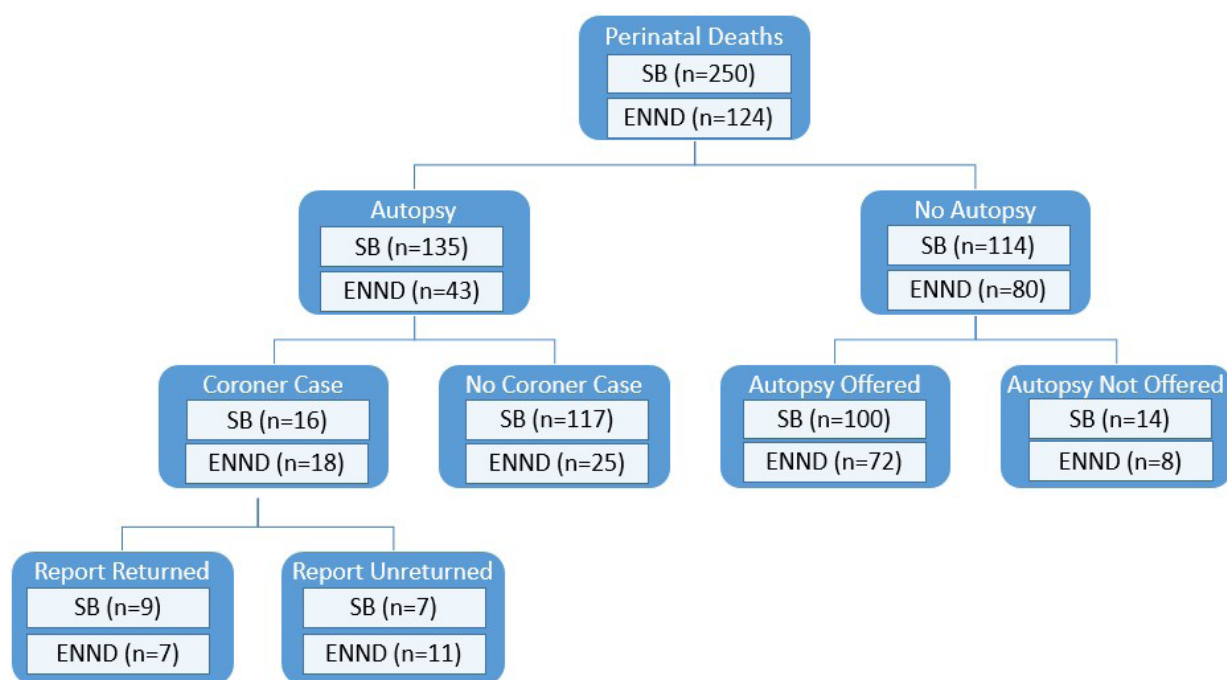 Perinatal Deaths
SB (n=250)
ENND (n=124)
Autopsy
SB (n=135)
ENND (n=43)
No Autopsy
SB (n=114)
ENND (n=80)
Coroner Case
SB (n=16)
ENND (n=18)
No Coroner Case
SB (n=117)
ENND (n=25)
Autopsy Offered
SB (n=100)
ENND (n=72)
Autopsy Not Offered
SB (n=14)
ENND (n=8)
Report Returned
SB (n=9)
ENND (n=7)
Report Unreturned
SB (n=7)
ENND (n=11)